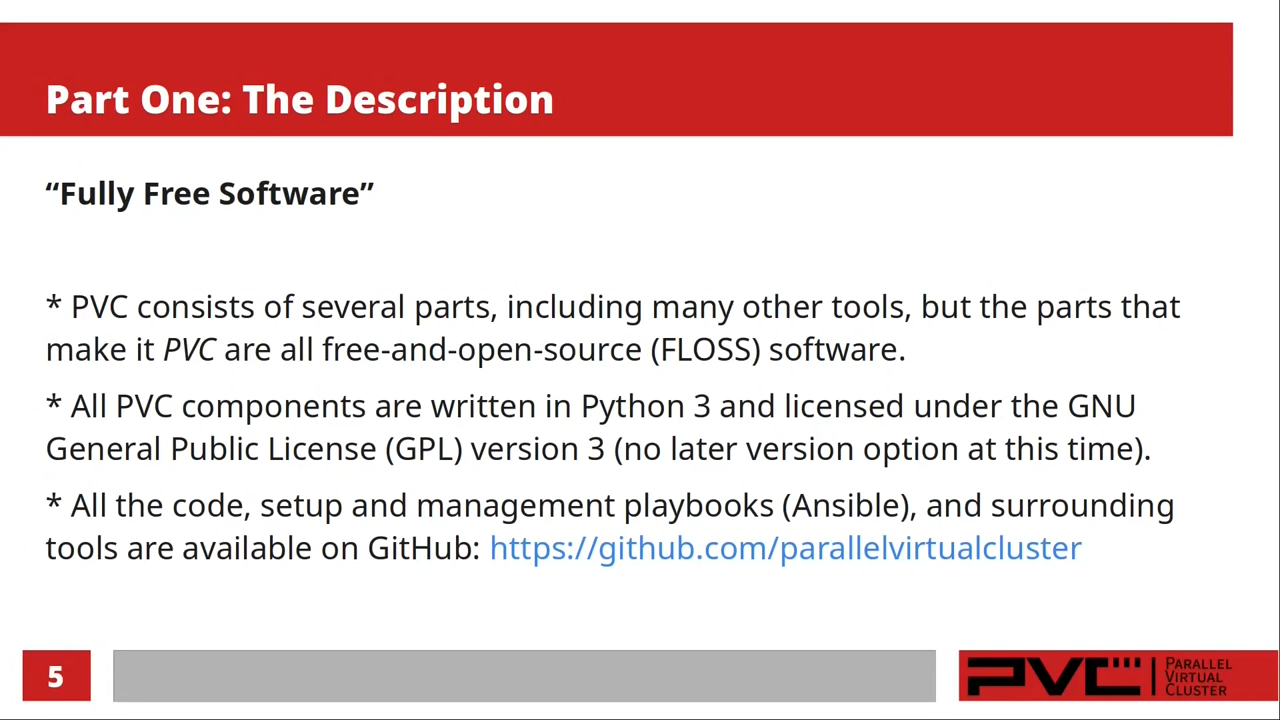 Part One: The Description
“Fully Free Software”
* PVC consists of several parts, including many other tools, but the parts that
make it PVC are all free-and-open-source (FLOSS) software.
* All PVC components are written in Python 3 and licensed under the GNU
General Public License (GPL) version 3 (no later version option at this time).
* All the code, setup and management playbooks (Ansible), and surrounding
tools are available on GitHub: https://github.com/parallelvirtualcluster
5
PVC
PARALLEL
VIRTUAL
CLUSTER